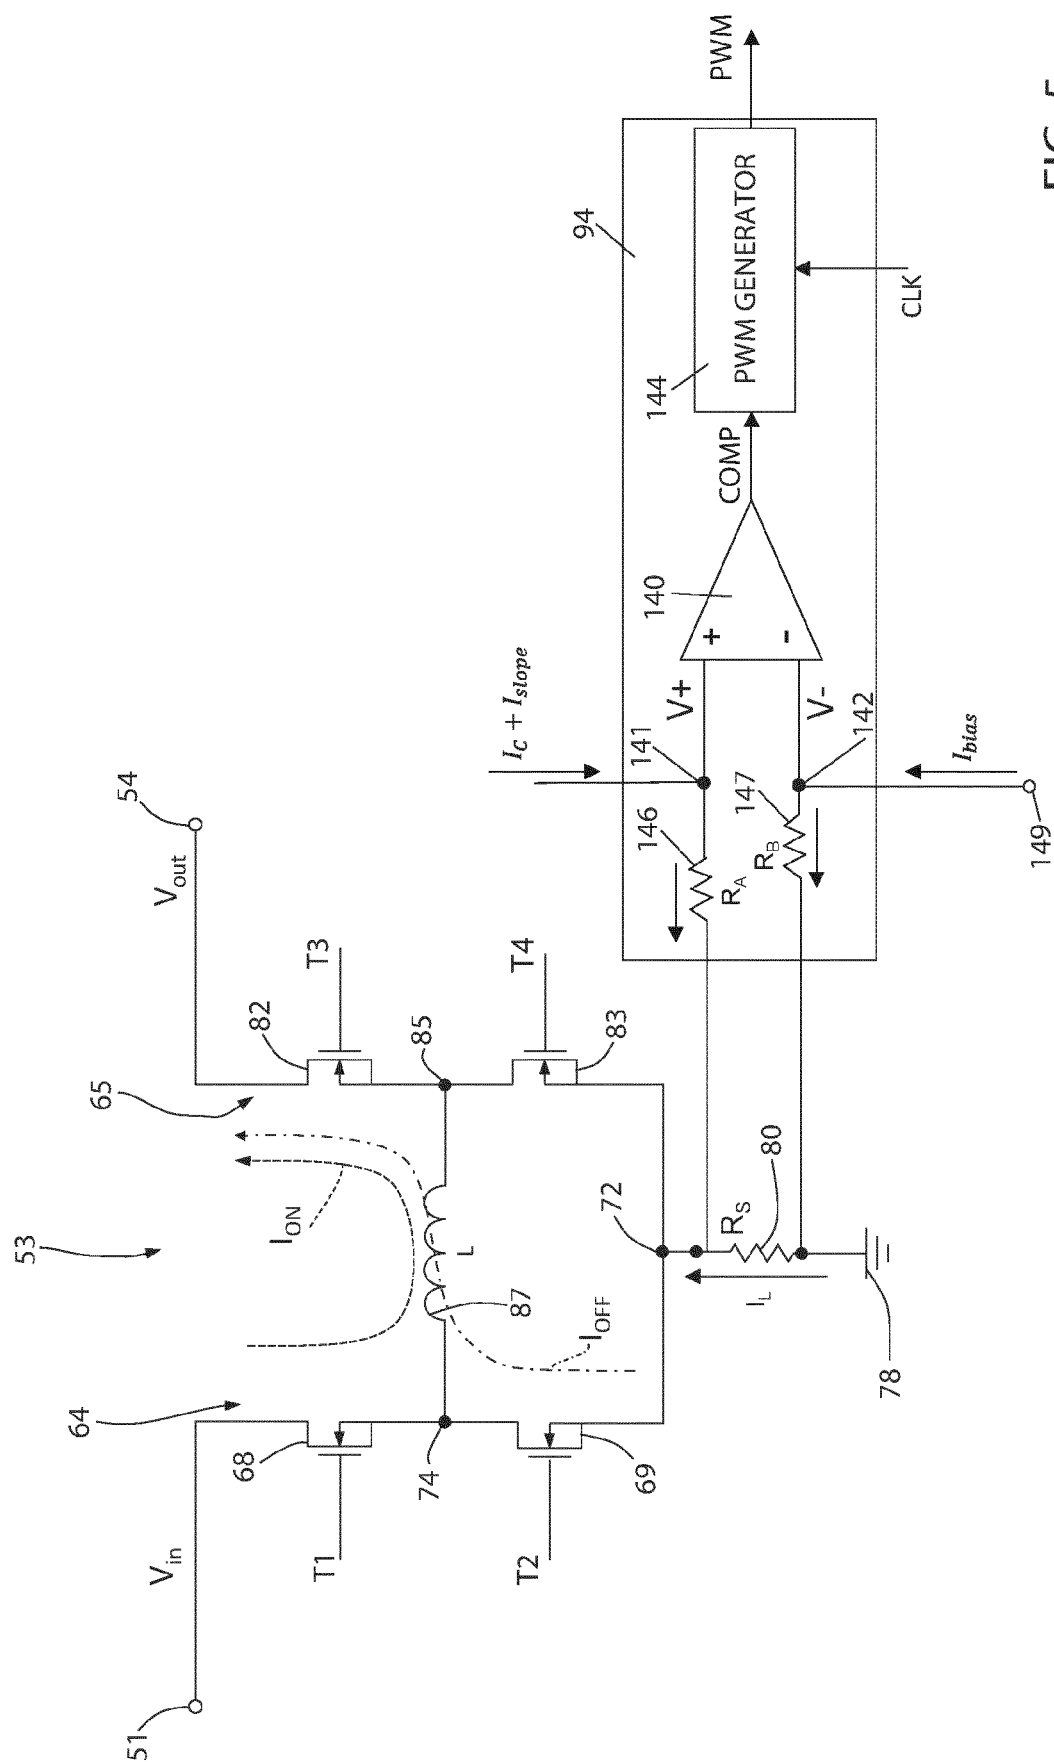 53
51
V_in
64
68
T1
74
T2
69
I_ON
I_OFF
87
L
65
82
T3
85
T4
83
V_out
54
72
R_S
80
I_L
78
I_C + I_slope
141
146
R_A
R_B
147
V+
V-
142
I_bias
149
140
+
-
COMP
94
144
PWM GENERATOR
CLK
PWM